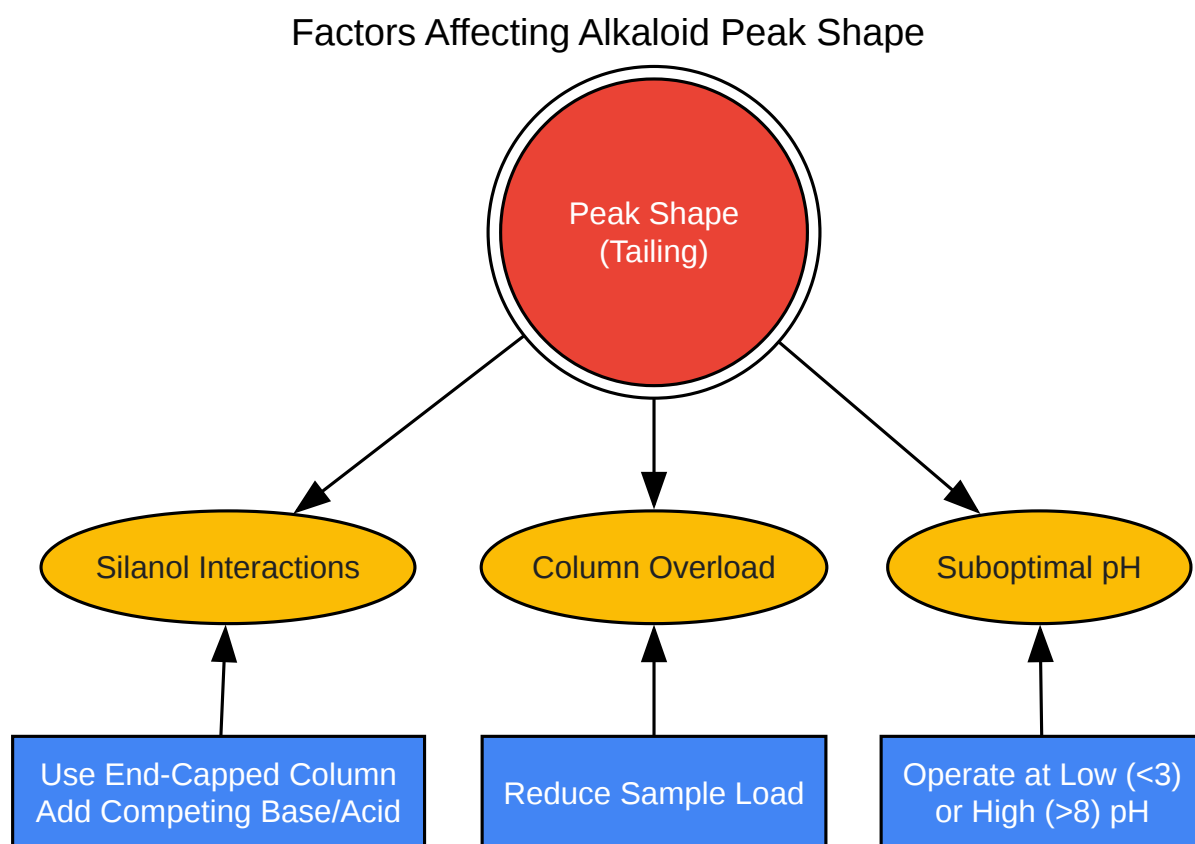 Factors Affecting Alkaloid Peak Shape
Peak Shape
(Tailing)
Silanol Interactions
Column Overload
Suboptimal pH
Use End-Capped Column
Add Competing Base/Acid
Reduce Sample Load
Operate at Low (<3)
or High (>8) pH